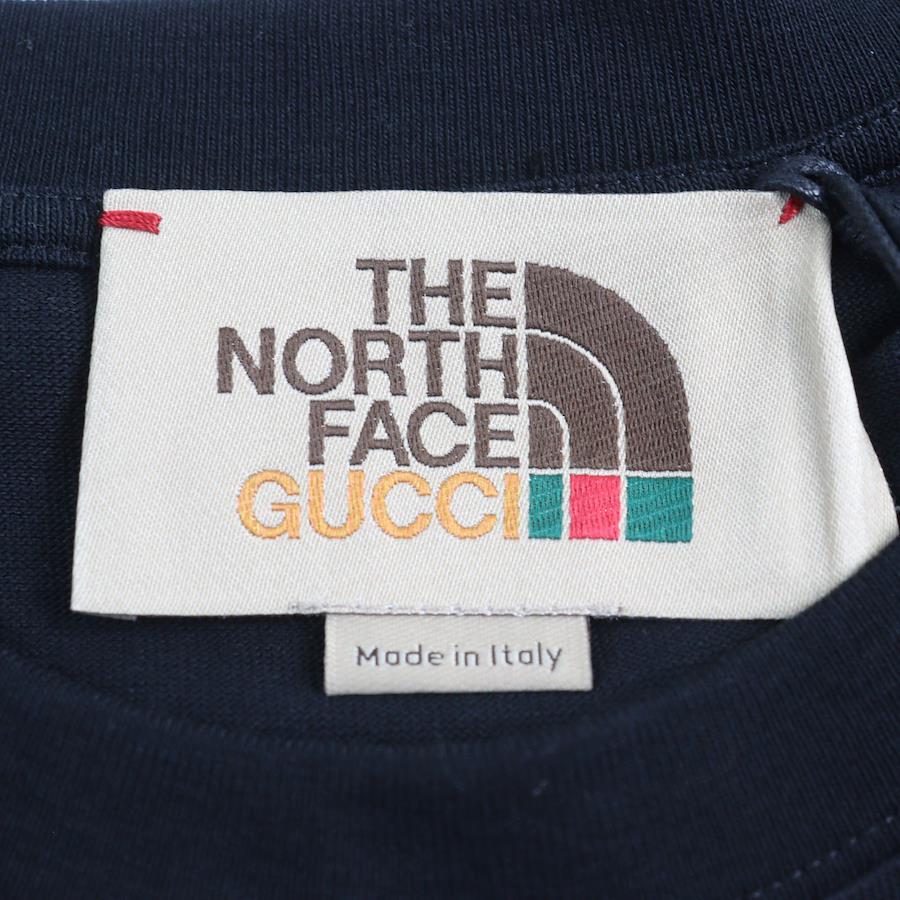 THE
NORTH
FACE
GUCCI
Made in Italy